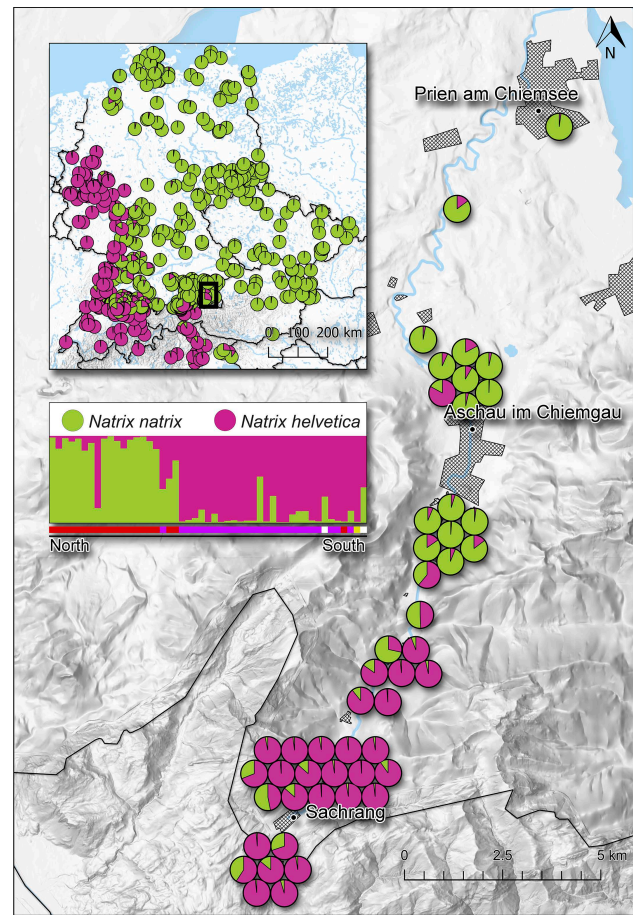 N
Prien am Chiemsee
0 100 200 km
Natrix natrix
Natrix helvetica
Aschau im Chiemgau
North
South
Sachrang
0 2.5 5 km